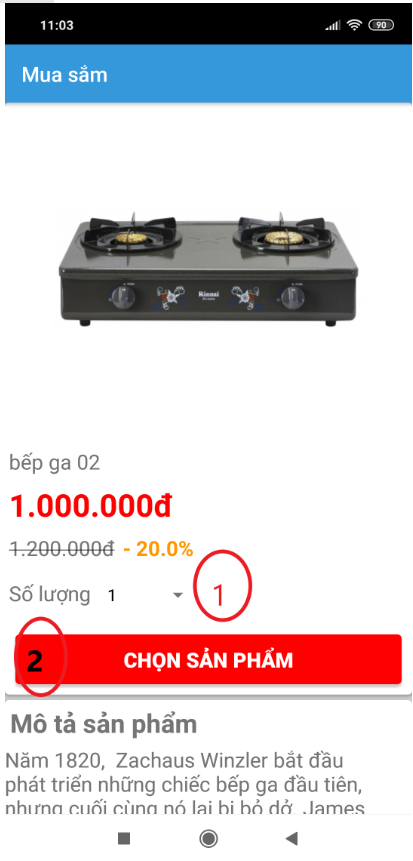 11:03
90
Mua sắm
Rinnai
bếp ga 02
1.000.000đ
1.200.000đ - 20.0%
Số lượng 1
1
2
CHỌN SẢN PHẨM
Mô tả sản phẩm
Năm 1820, Zachaus Winzler bắt đầu
phát triển những chiếc bếp ga đầu tiên,
nhưng cuối cùng nó lại bị bỏ dở. James